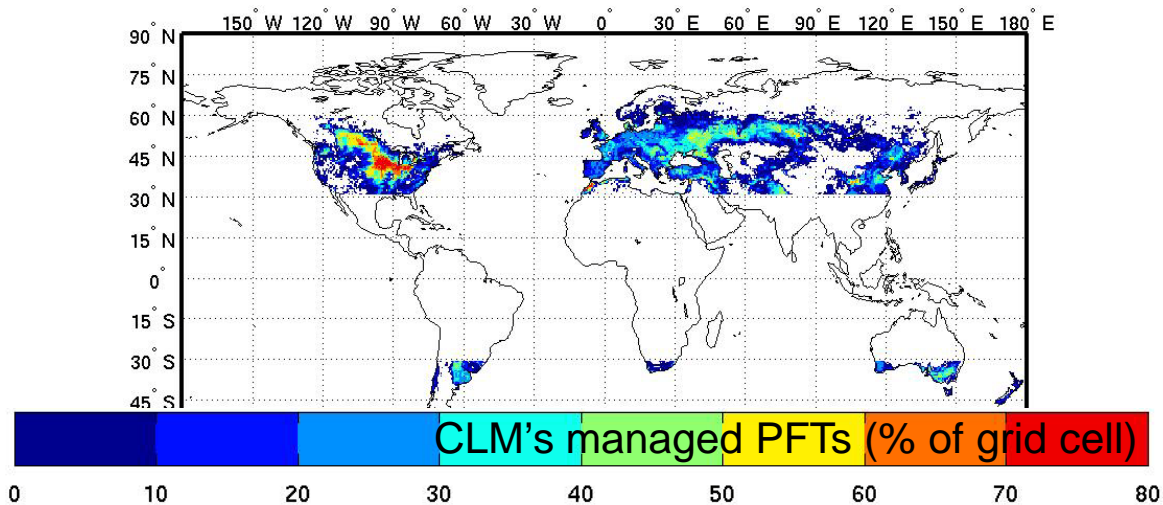 150° W 120° W 90° W 60° W 30° W 0° 30° E 60° E 90° E 120° E 150° E 180° E
90° N
75° N
60° N
45° N
30° N
15° N
0°
15° S
30° S
45° S
CLM's managed PFTs (% of grid cell)
0 10 20 30 40 50 60 70 80